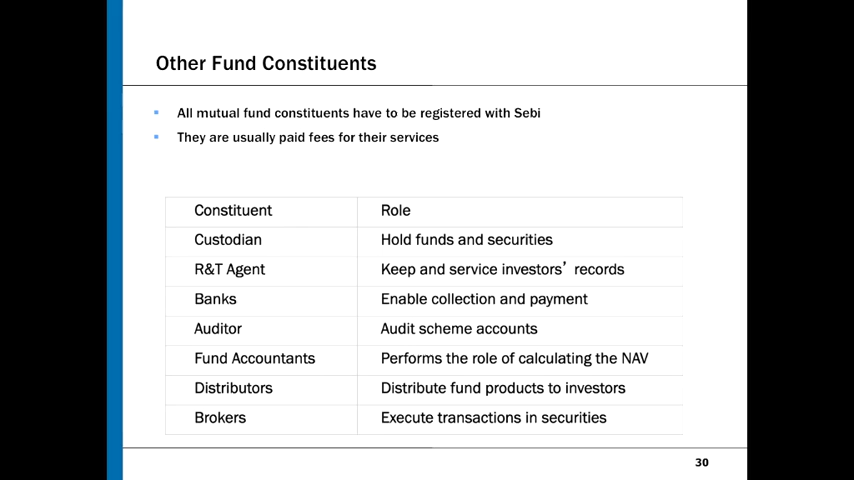 Other Fund Constituents
All mutual fund constituents have to be registered with Sebi
They are usually paid fees for their services
Constituent Role
Custodian Hold funds and securities
R&T Agent Keep and service investors’ records
Banks Enable collection and payment
Auditor Audit scheme accounts
Fund Accountants Performs the role of calculating the NAV
Distributors Distribute fund products to investors
Brokers Execute transactions in securities
30